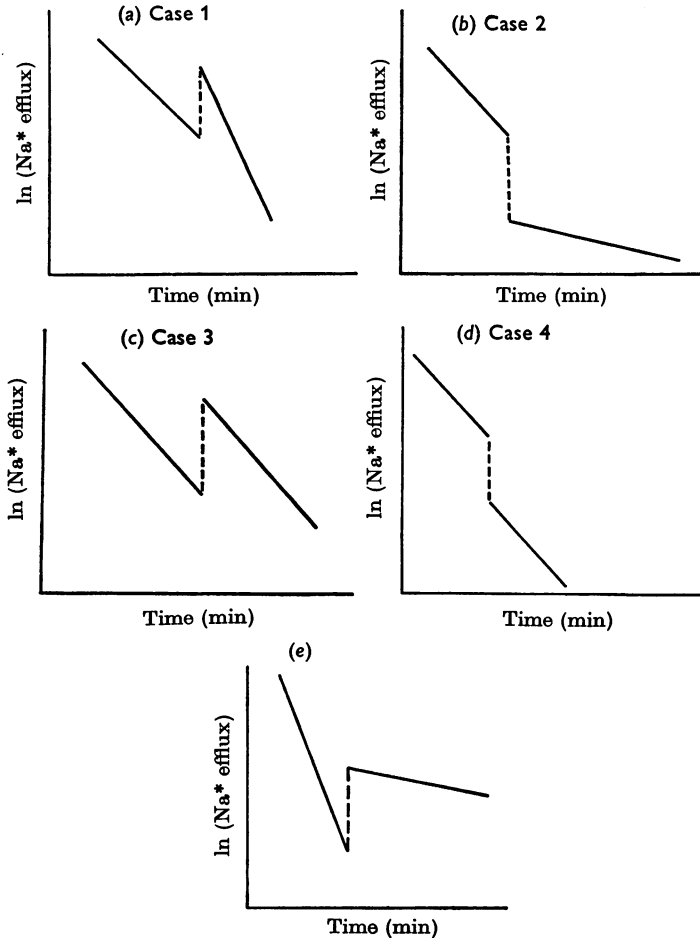 (a) Case 1
ln (Na* efflux)
Time (min)
(b) Case 2
ln (Na* efflux)
Time (min)
(c) Case 3
ln (Na* efflux)
Time (min)
(d) Case 4
ln (Na* efflux)
Time (min)
(e)
ln (Na* efflux)
Time (min)